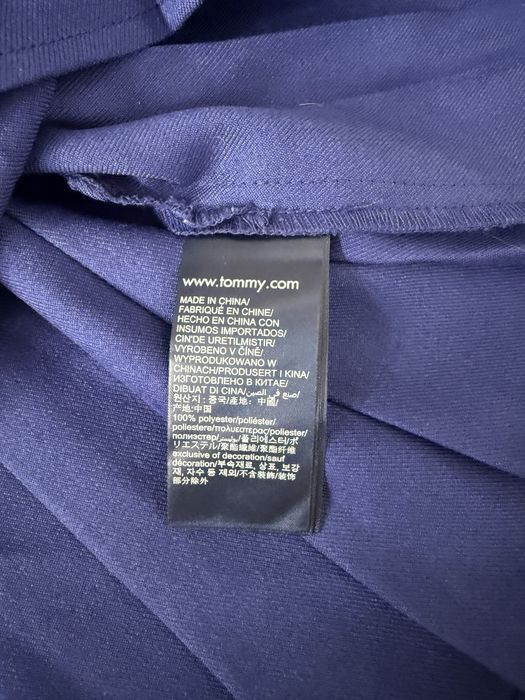 www.tommy.com
MADE IN CHINA/
FABRIQUÉ EN CHINE/
HECHO EN CHINA CON
INSUMOS IMPORTADOS/
CIN'DE URETILMISTIR/
VYROBENO V ČÍNĚ/
WYPRODUKOWANO W
CHINACH/PRODUSERT I KINA/
ИЗГОТОВЛЕНО В КИТАЕ/
DIBUAT DI CINA/صنع في الصين/
원산지 : 중국/產地：中國/
产地:中国
100% polyester/poliéster/
poliestere/πολυεστερας/poliester/
полиэстер/بوليستر/폴리에스터/ポ
リエステル/聚酯纖維/聚酯纤维
exclusive of decoration/sauf
décoration/부속재료, 상표, 보강
재, 자수 등 제외/不含裝飾/装饰
部分除外